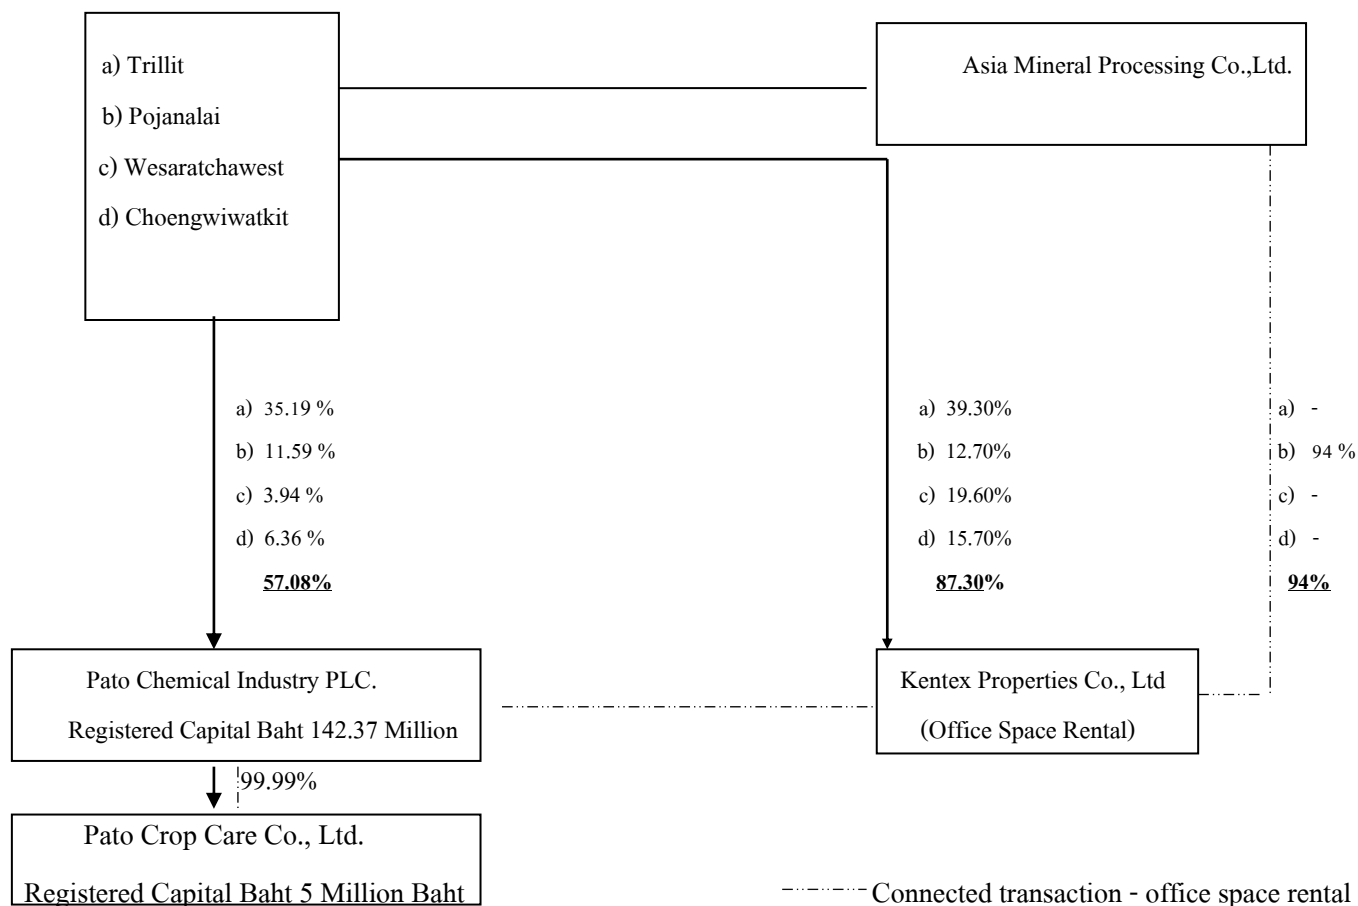 a) Trillit
b) Pojanalai
c) Wesaratchawest
d) Choengwiwatkit
Asia Mineral Processing Co.,Ltd.
a) 35.19 %
b) 11.59 %
c) 3.94 %
d) 6.36 %
57.08%
a) 39.30%
b) 12.70%
c) 19.60%
d) 15.70%
87.30%
a) -
b) 94 %
c) -
d) -
94%
Pato Chemical Industry PLC.
Registered Capital Baht 142.37 Million
Kentex Properties Co., Ltd
(Office Space Rental)
99.99%
Pato Crop Care Co., Ltd.
Registered Capital Baht 5 Million Baht
Connected transaction - office space rental